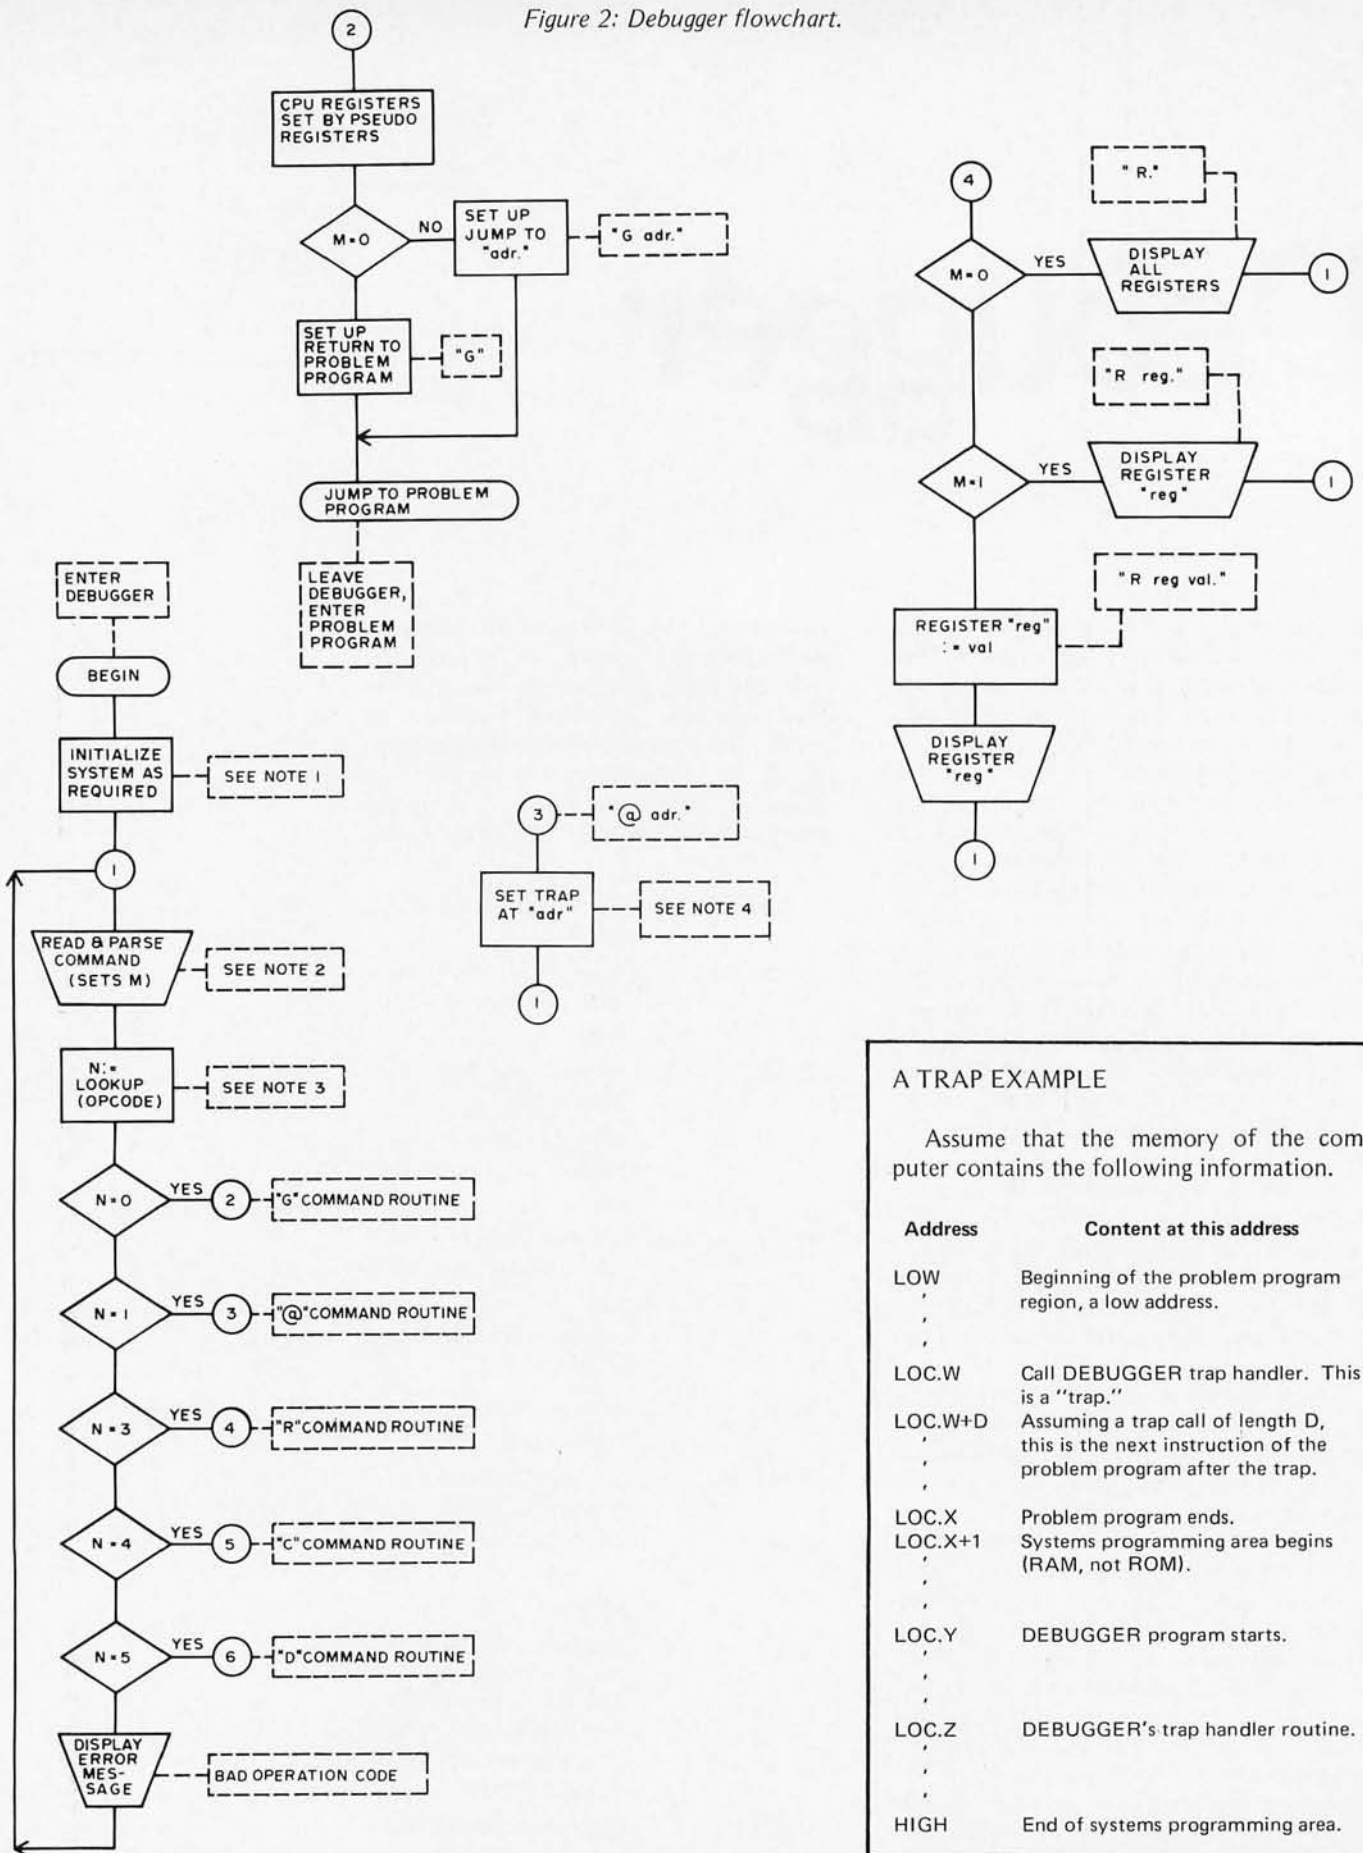 Figure 2: Debugger flowchart.
2
CPU REGISTERS
SET BY PSEUDO
REGISTERS
M=0
NO
SET UP
JUMP TO
"adr."
"G adr."
SET UP
RETURN TO
PROBLEM
PROGRAM
"G"
JUMP TO PROBLEM
PROGRAM
LEAVE
DEBUGGER,
ENTER
PROBLEM
PROGRAM
ENTER
DEBUGGER
BEGIN
INITIALIZE
SYSTEM AS
REQUIRED
SEE NOTE 1
1
READ & PARSE
COMMAND
(SETS M)
SEE NOTE 2
N:=
LOOKUP
(OPCODE)
SEE NOTE 3
N=0
YES
2
"G" COMMAND ROUTINE
N=1
YES
3
"@" COMMAND ROUTINE
N=3
YES
4
"R" COMMAND ROUTINE
N=4
YES
5
"C" COMMAND ROUTINE
N=5
YES
6
"D" COMMAND ROUTINE
DISPLAY
ERROR
MES-
SAGE
BAD OPERATION CODE
3
"@ adr."
SET TRAP
AT "adr"
SEE NOTE 4
1
4
"R."
M=0
YES
DISPLAY
ALL
REGISTERS
1
"R reg."
M=1
YES
DISPLAY
REGISTER
"reg"
1
"R reg val."
REGISTER "reg"
:= val
DISPLAY
REGISTER
"reg"
1
A TRAP EXAMPLE
Assume that the memory of the com
puter contains the following information.
Address Content at this address
LOW Beginning of the problem program
region, a low address.
LOC.W Call DEBUGGER trap handler. This
is a "trap."
LOC.W+D Assuming a trap call of length D,
this is the next instruction of the
problem program after the trap.
LOC.X Problem program ends.
LOC.X+1 Systems programming area begins
(RAM, not ROM).
LOC.Y DEBUGGER program starts.
LOC.Z DEBUGGER's trap handler routine.
HIGH End of systems programming area.